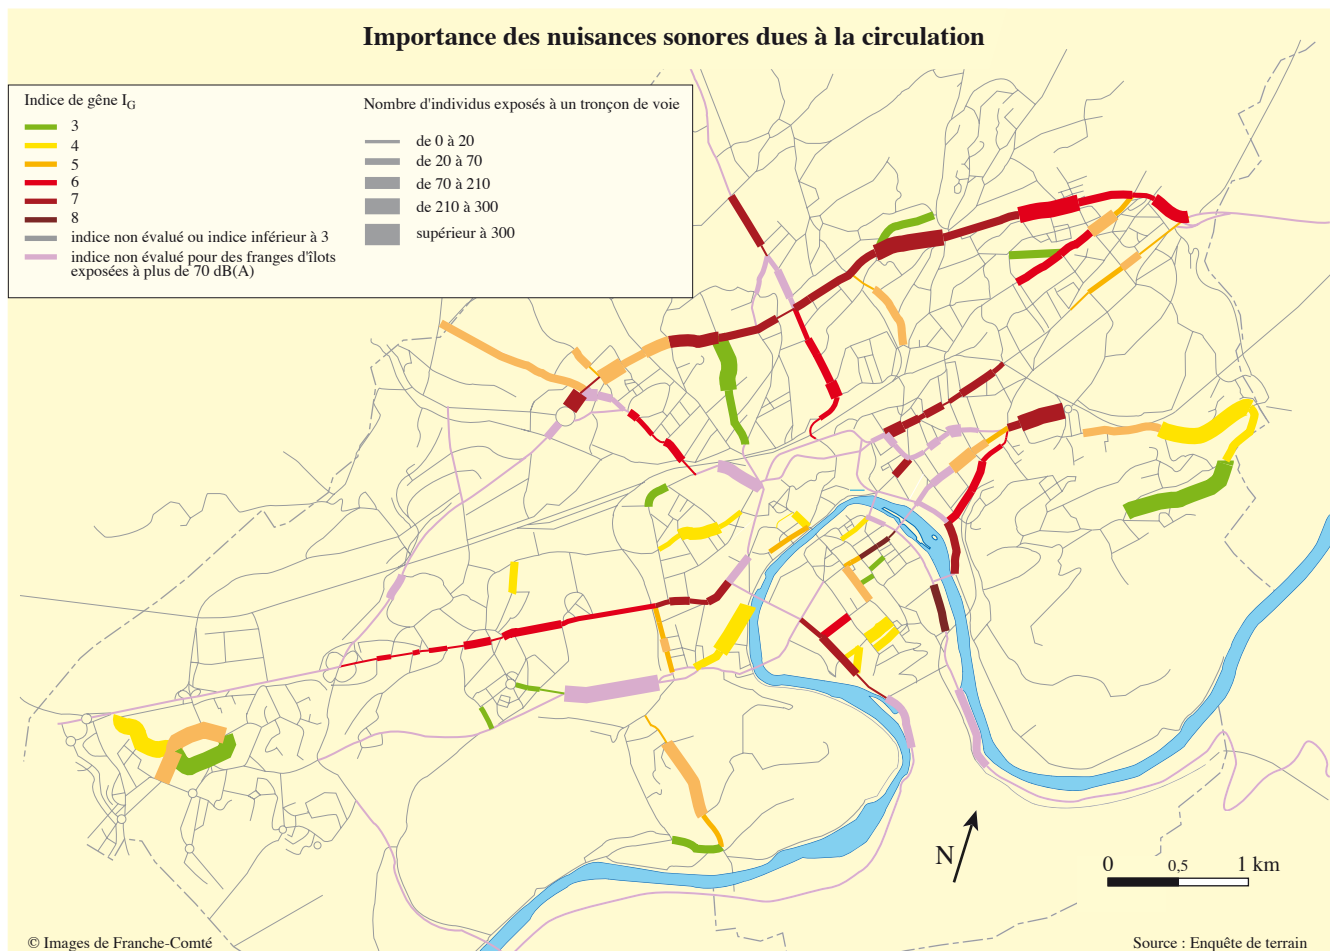 Importance des nuisances sonores dues à la circulation
Indice de gêne IG
3
4
5
6
7
8
indice non évalué ou indice inférieur à 3
indice non évalué pour des franges d'îlots
exposées à plus de 70 dB(A)
Nombre d'individus exposés à un tronçon de voie
de 0 à 20
de 20 à 70
de 70 à 210
de 210 à 300
supérieur à 300
N
0 0,5 1 km
© Images de Franche-Comté
Source : Enquête de terrain